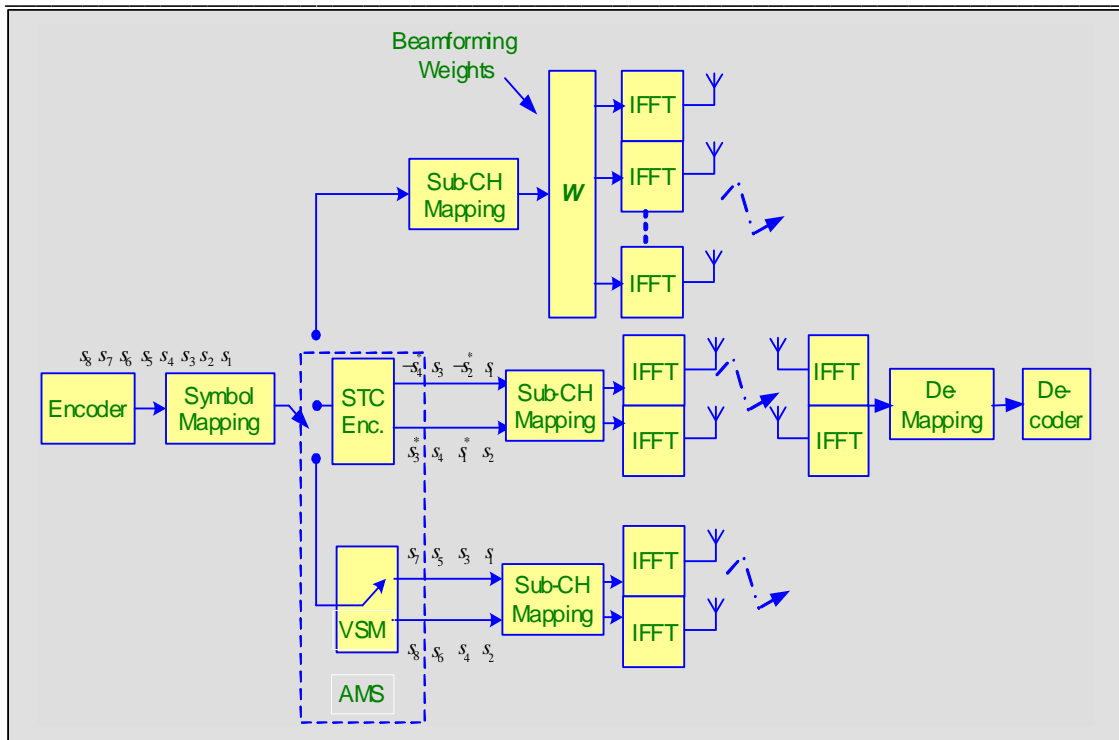 Beamforming
Weights
IFFT
IFFT
Sub-CH
Mapping
W
IFFT
s8 s7 s6 s5 s4 s3 s2 s1
Encoder
Symbol
Mapping
STC
Enc.
-s4* s3 -s2* s1
s3* s4 s1* s2
Sub-CH
Mapping
IFFT
IFFT
IFFT
IFFT
De-
Mapping
De-
coder
VSM
s7 s5 s3 s1
s8 s6 s4 s2
Sub-CH
Mapping
IFFT
IFFT
AMS